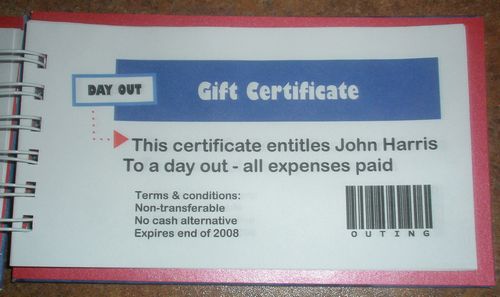 DAY OUT
Gift Certificate
This certificate entitles John Harris
To a day out - all expenses paid
Terms & conditions:
Non-transferable
No cash alternative
Expires end of 2008
OUTING